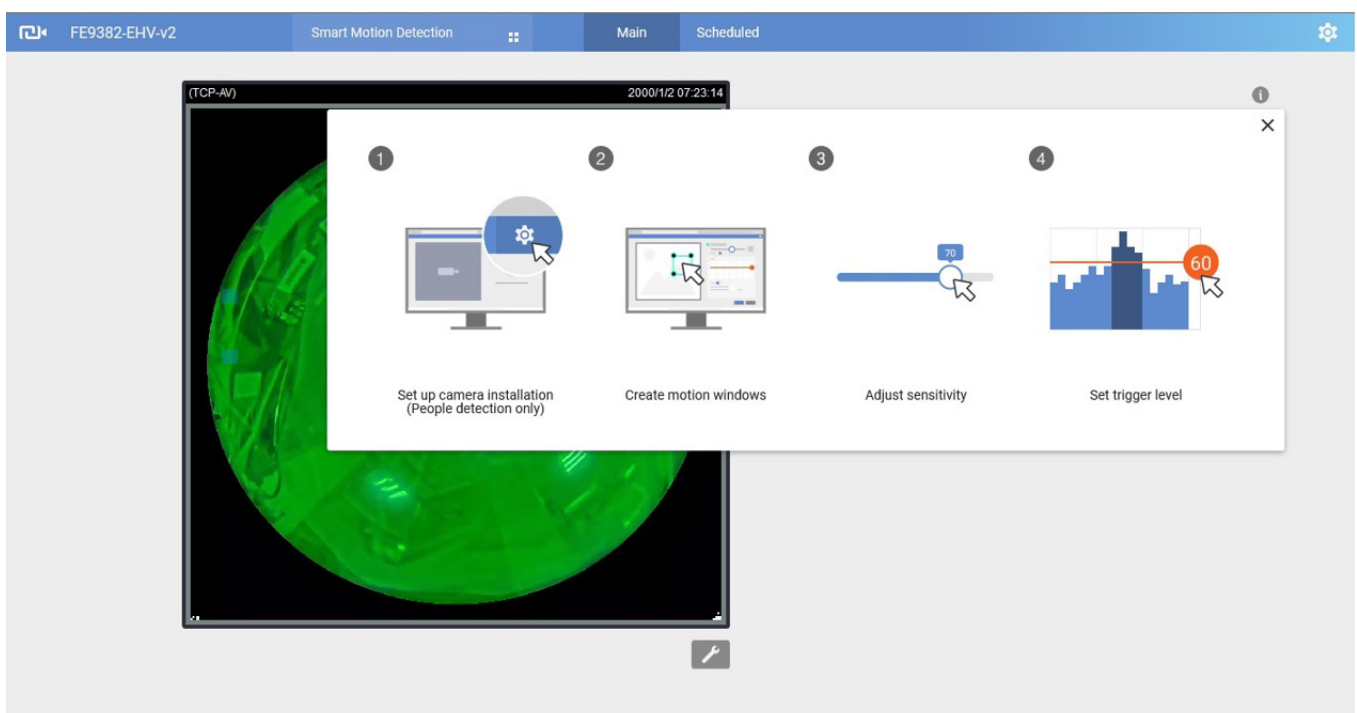 FE9382-EHV-v2 Smart Motion Detection Main Scheduled
(TCP-AV) 2000/1/2 07:23:14
1 2 3 4
70
60
Set up camera installation
(People detection only)
Create motion windows
Adjust sensitivity
Set trigger level